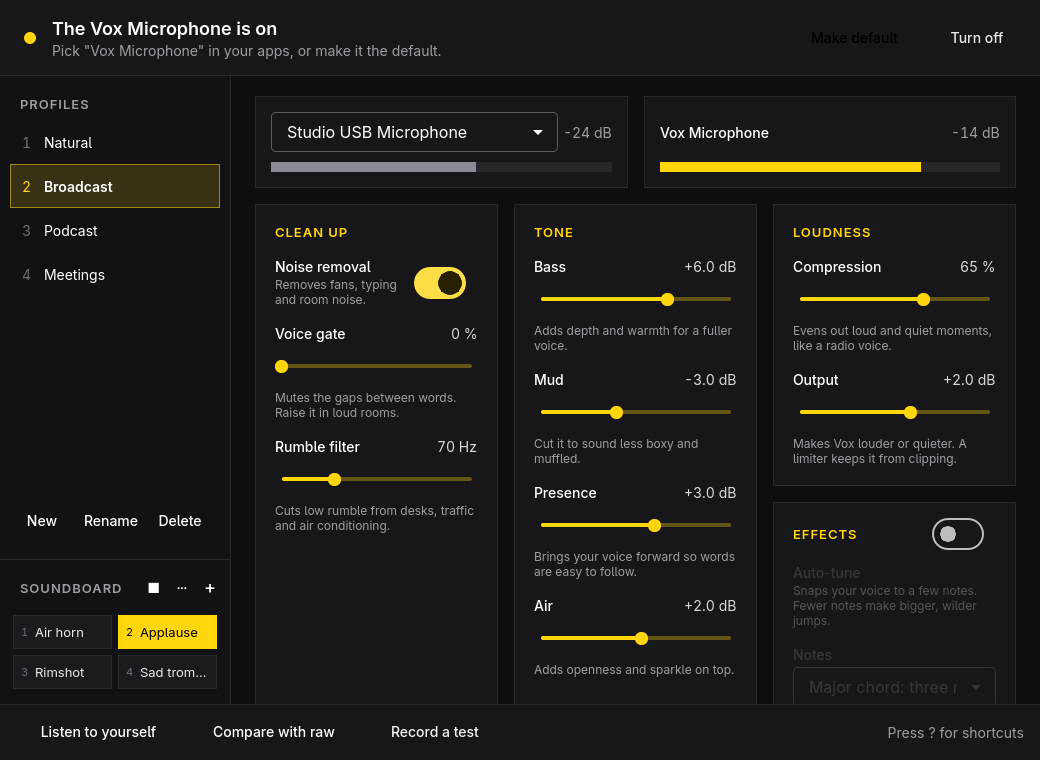 The Vox Microphone is on
Pick "Vox Microphone" in your apps, or make it the default.
Make default
Turn off
PROFILES
1 Natural
2 Broadcast
3 Podcast
4 Meetings
New Rename Delete
SOUNDBOARD ··· +
1 Air horn
2 Applause
3 Rimshot
4 Sad trom...
Studio USB Microphone
-24 dB
Vox Microphone
-14 dB
CLEAN UP
Noise removal
Removes fans, typing
and room noise.
Voice gate 0 %
Mutes the gaps between words.
Raise it in loud rooms.
Rumble filter 70 Hz
Cuts low rumble from desks, traffic
and air conditioning.
TONE
Bass +6.0 dB
Adds depth and warmth for a fuller
voice.
Mud -3.0 dB
Cut it to sound less boxy and
muffled.
Presence +3.0 dB
Brings your voice forward so words
are easy to follow.
Air +2.0 dB
Adds openness and sparkle on top.
LOUDNESS
Compression 65 %
Evens out loud and quiet moments,
like a radio voice.
Output +2.0 dB
Makes Vox louder or quieter. A
limiter keeps it from clipping.
EFFECTS
Auto-tune
Snaps your voice to a few notes.
Fewer notes make bigger, wilder
jumps.
Notes
Major chord: three
Listen to yourself
Compare with raw
Record a test
Press ? for shortcuts